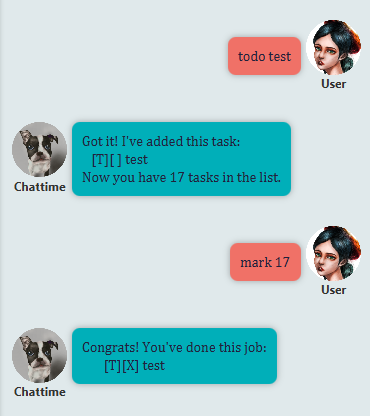 todo test
User
Got it! I've added this task:
[T][ ] test
Now you have 17 tasks in the list.
Chattime
mark 17
User
Congrats! You've done this job:
[T][X] test
Chattime